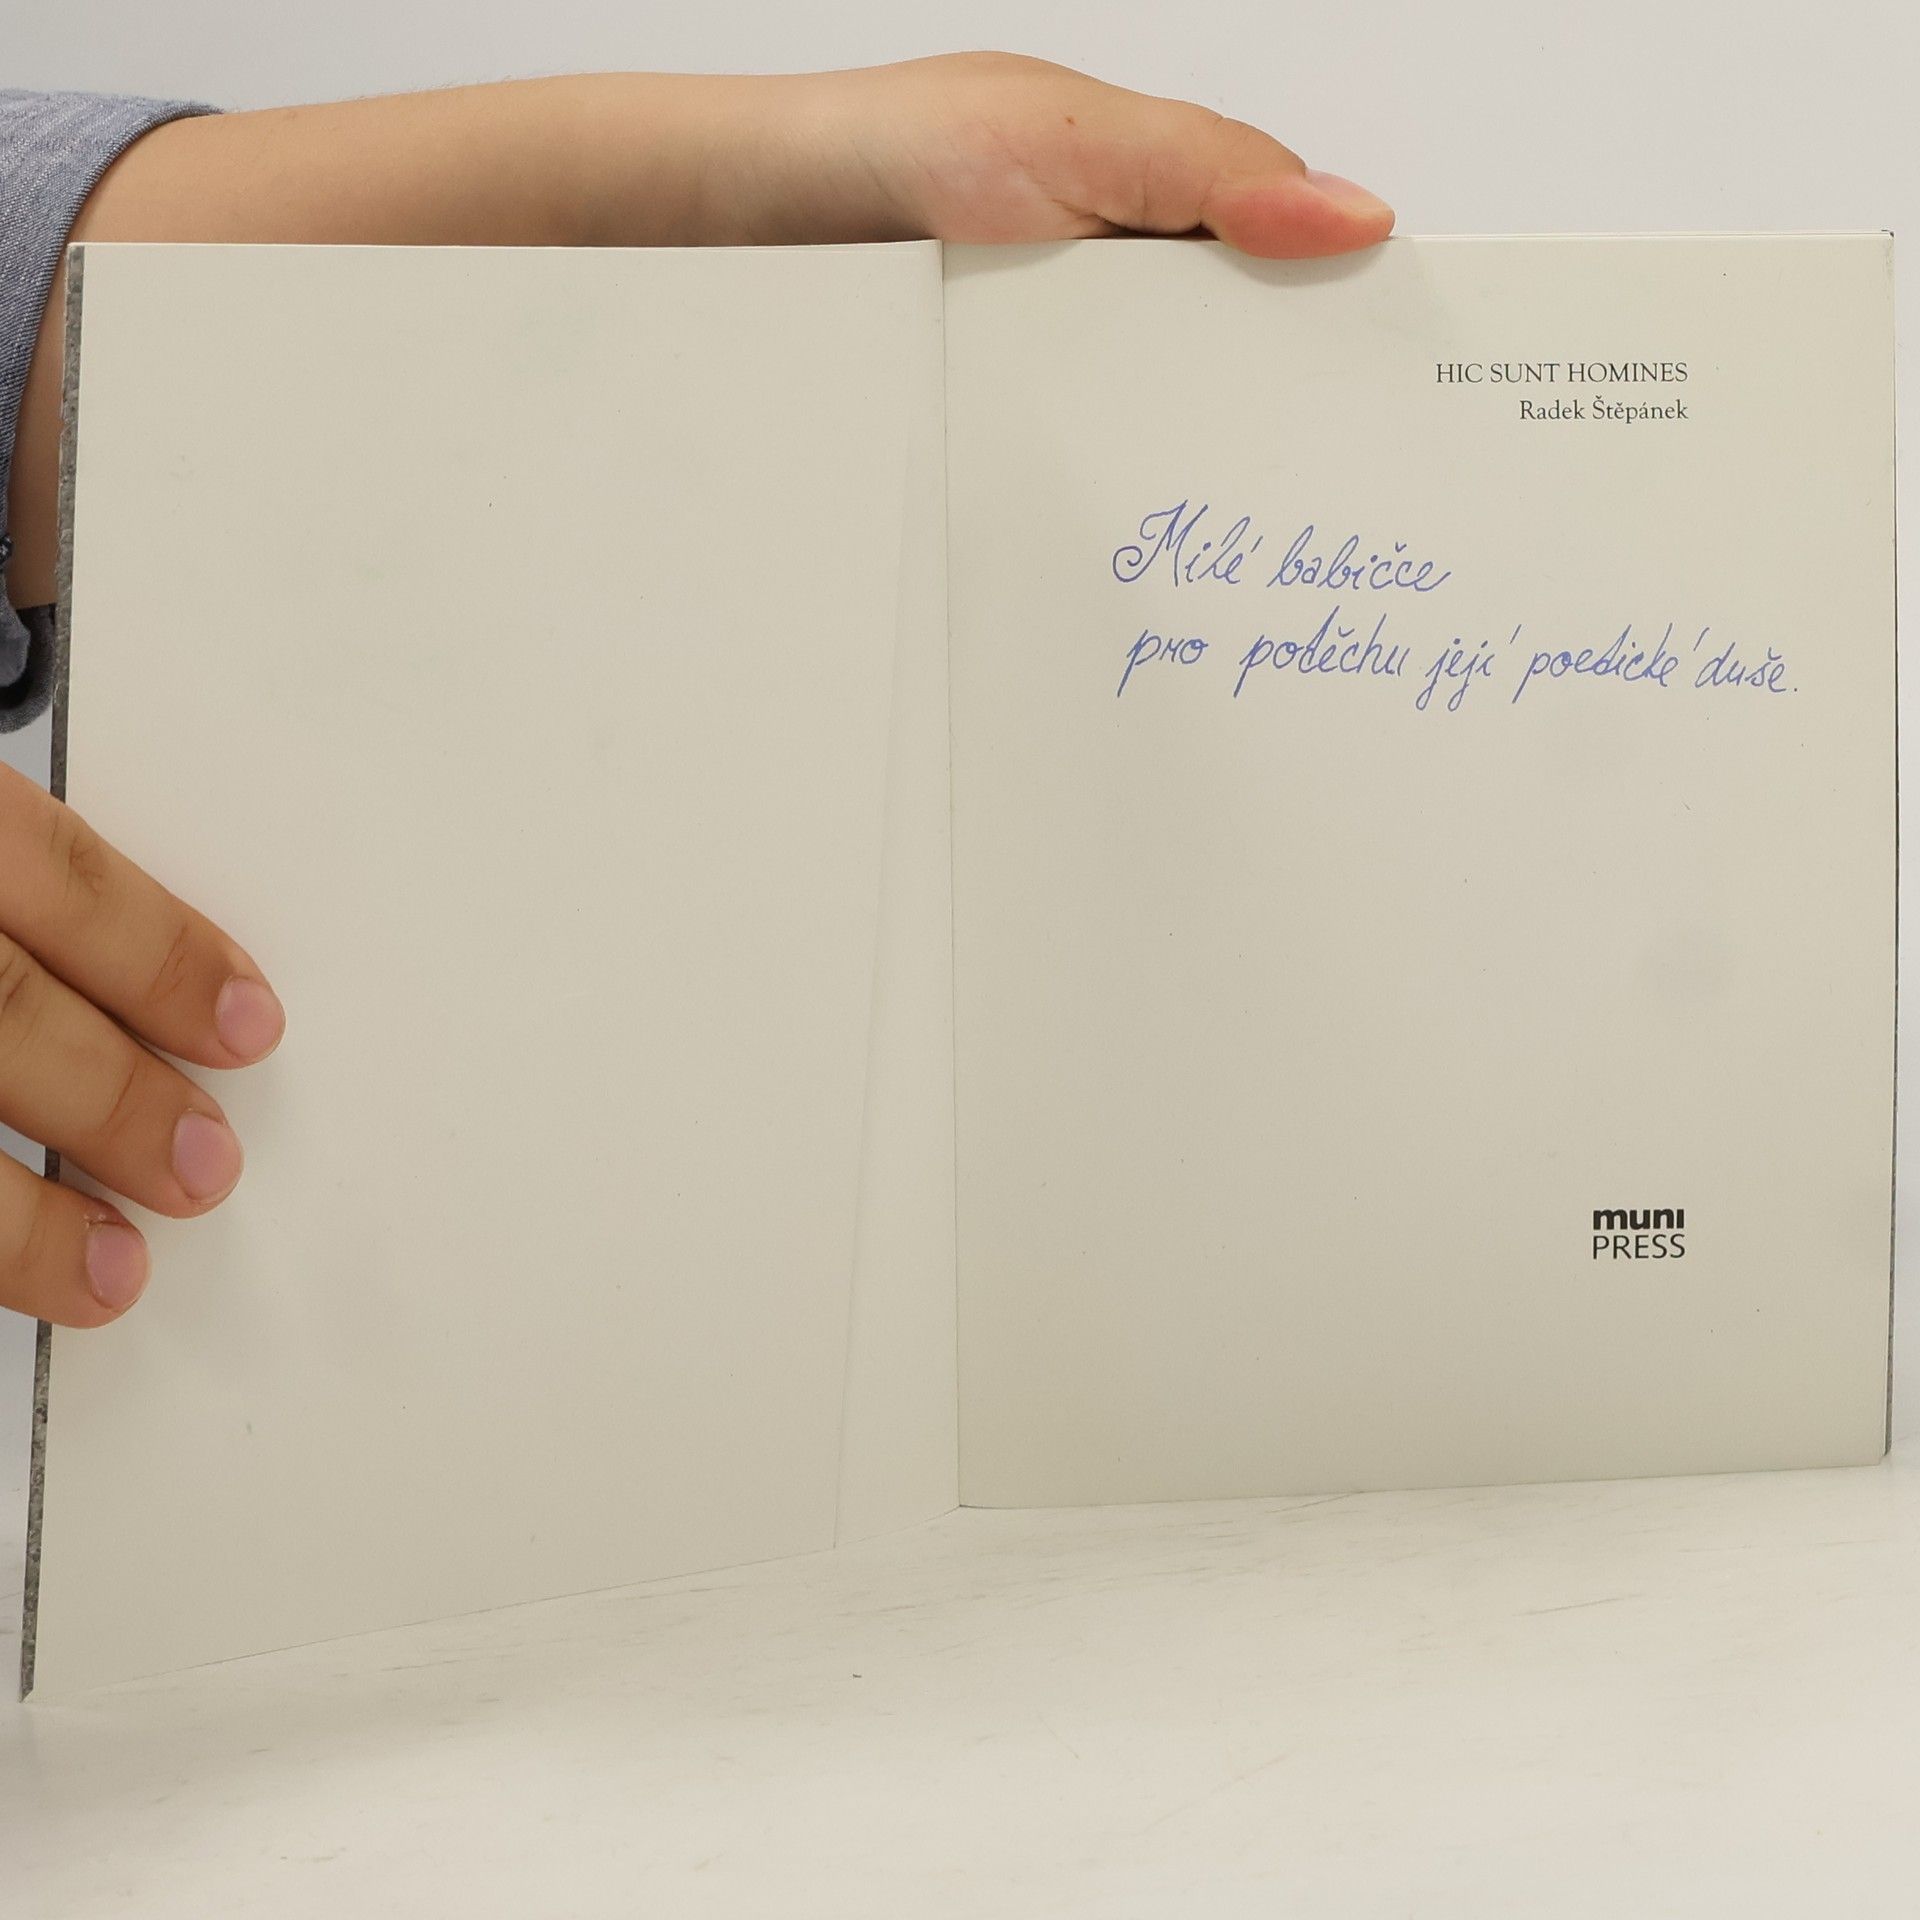 HIC SUNT HOMINES
Radek Štěpánek
Milé babičce
pro potěchu její poetické duše.
muni
PRESS